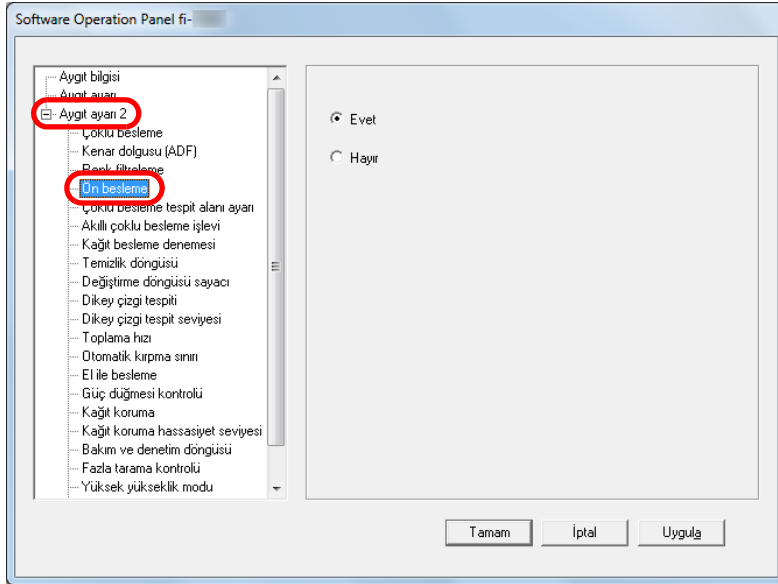 Software Operation Panel fi-
Aygıt bilgisi
Aygıt ayarı
Aygıt ayarı 2
Çoklu besleme
Kenar dolgusu (ADF)
Renk filtreleme
Ön besleme
Çoklu besleme tespit alanı ayarı
Akıllı çoklu besleme işlevi
Kağıt besleme denemesi
Temizlik döngüsü
Değiştirme döngüsü sayacı
Dikey çizgi tespiti
Dikey çizgi tespit seviyesi
Toplama hızı
Otomatik kırpma sınırı
El ile besleme
Güç düğmesi kontrolü
Kağıt koruma
Kağıt koruma hassasiyet seviyesi
Bakım ve denetim döngüsü
Fazla tarama kontrolü
Yüksek yükseklik modu
Evet
Hayır
Tamam İptal Uygula